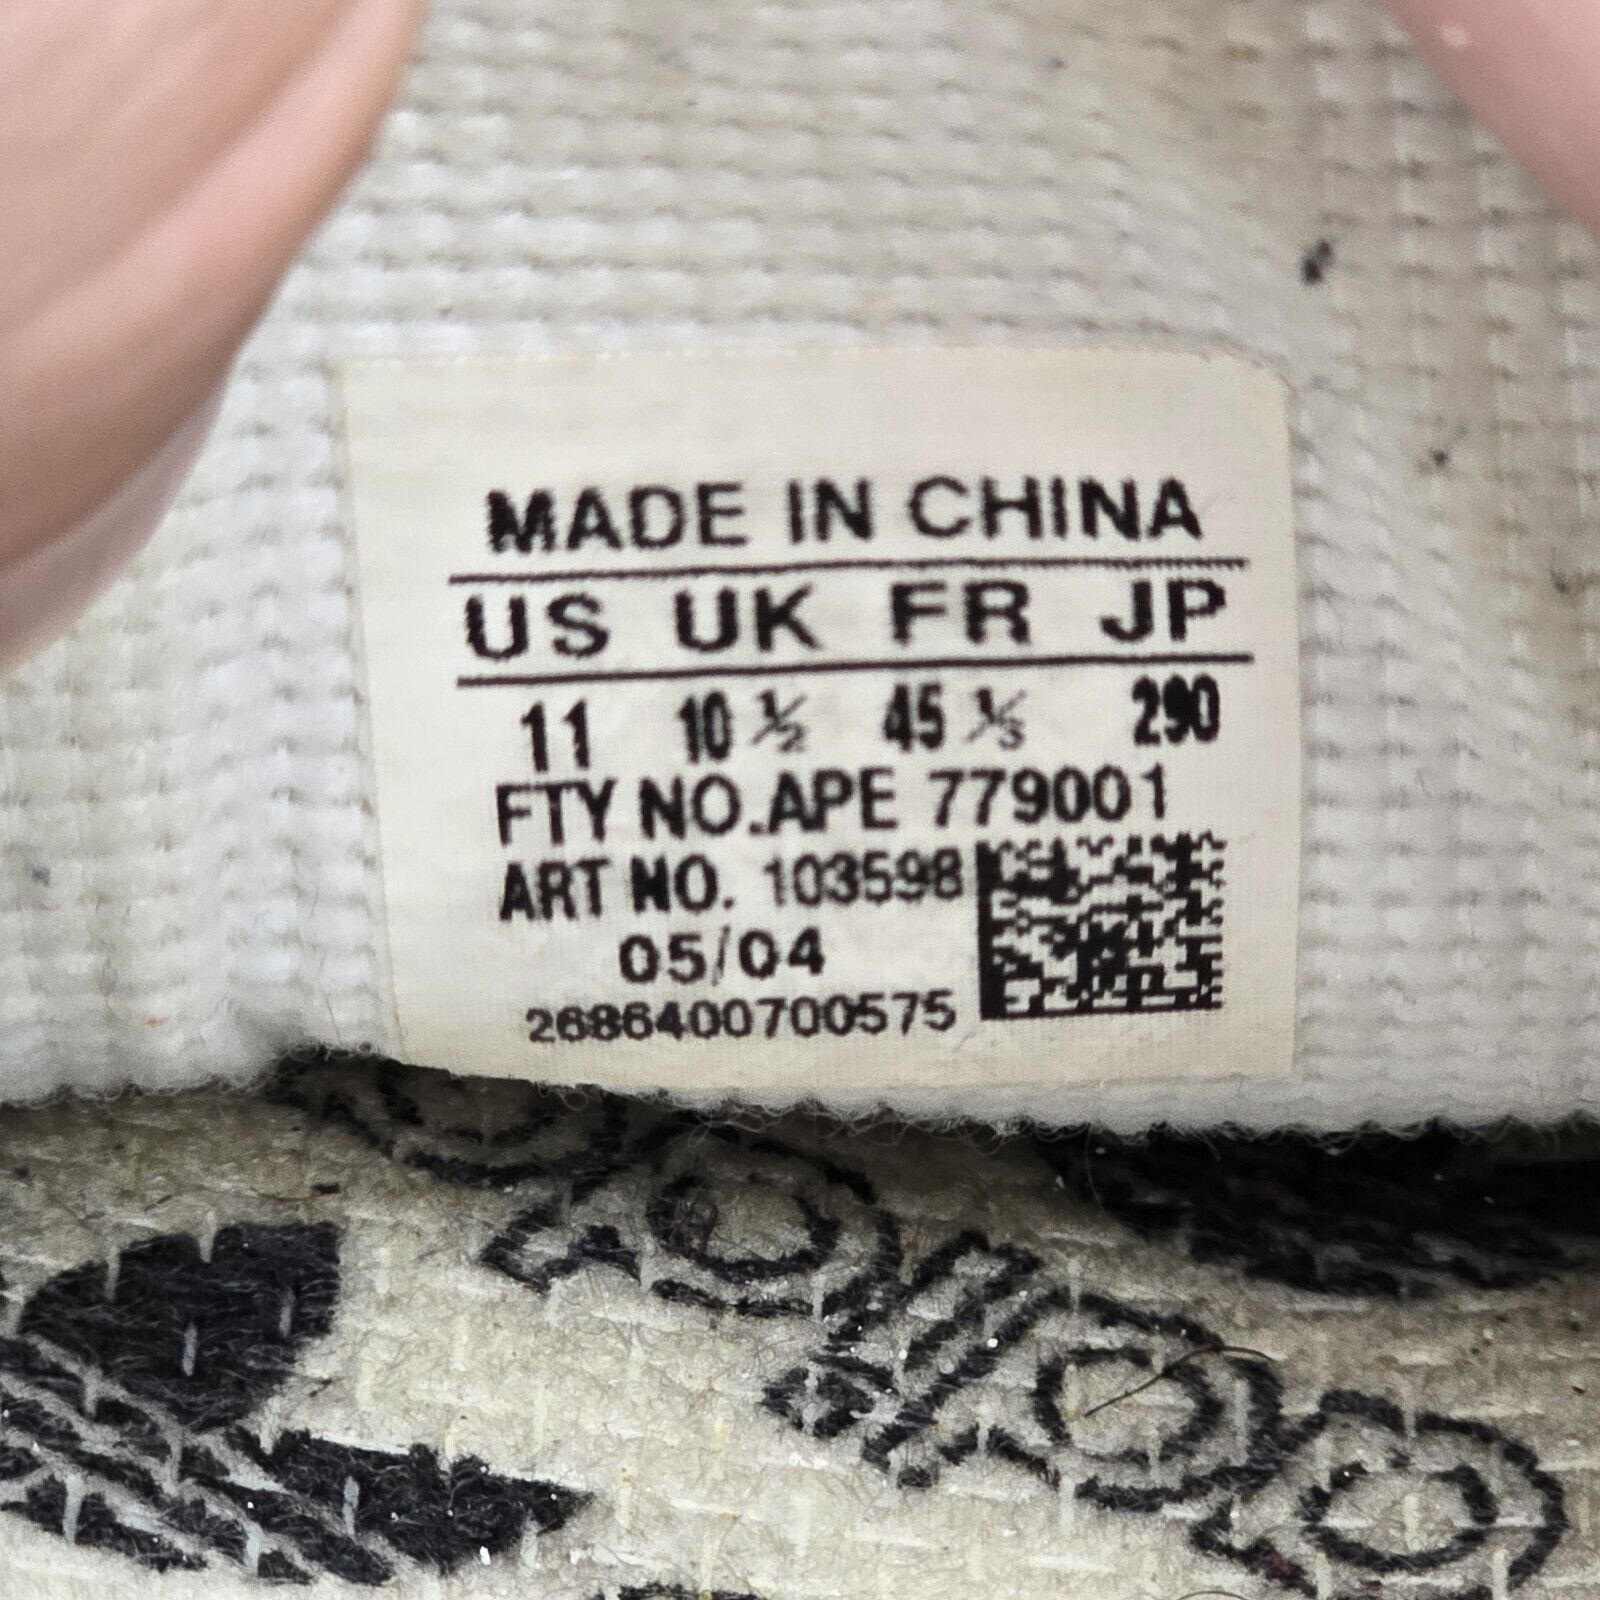 MADE IN CHINA
US UK FR JP
11 10 ½ 45 ⅓ 290
FTY NO.APE 779001
ART NO. 103598
05/04
2686400700575